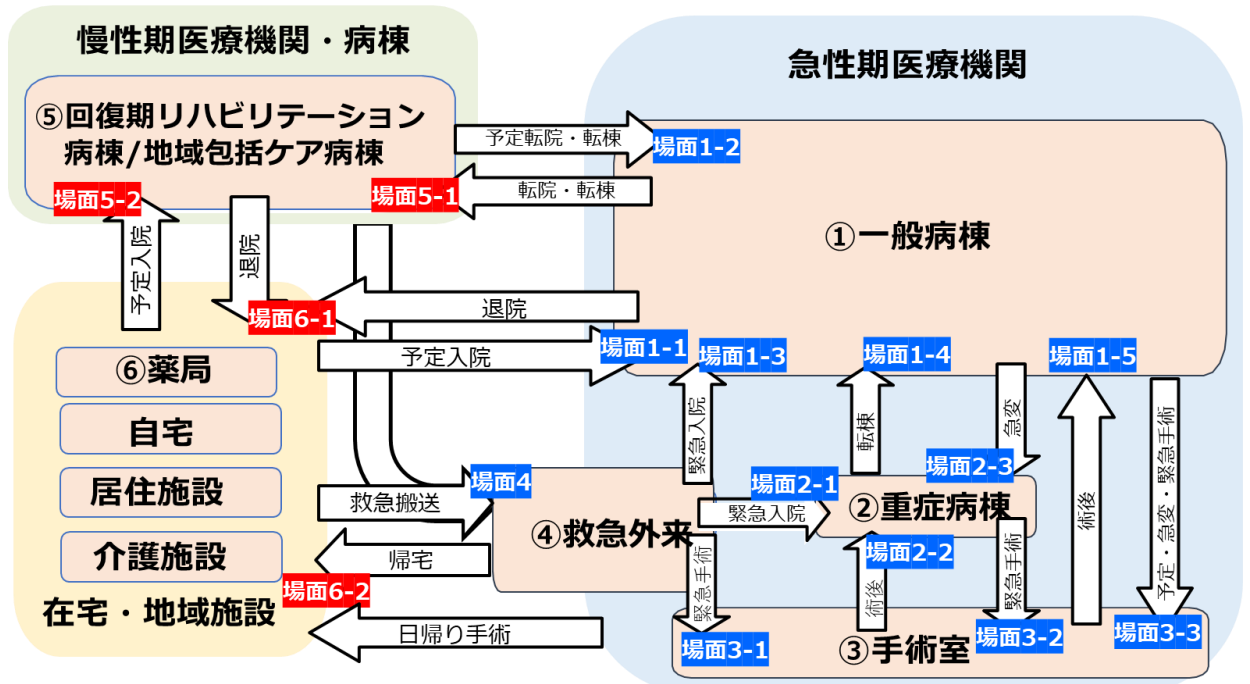 慢性期医療機関・病棟
急性期医療機関
⑤回復期リハビリテーション
病棟/地域包括ケア病棟
予定転院・転棟
場面1-2
場面5-2
場面5-1
転院・転棟
①一般病棟
予定入院
退院
場面6-1
退院
予定入院
場面1-1
場面1-3
場面1-4
場面1-5
⑥薬局
自宅
居住施設
介護施設
在宅・地域施設
緊急入院
転棟
急変
術後
予定・急変・緊急手術
救急搬送
場面4
場面2-1
場面2-3
緊急入院
②重症病棟
④救急外来
帰宅
場面6-2
緊急手術
場面2-2
術後
緊急手術
日帰り手術
場面3-1
③手術室
場面3-2
場面3-3